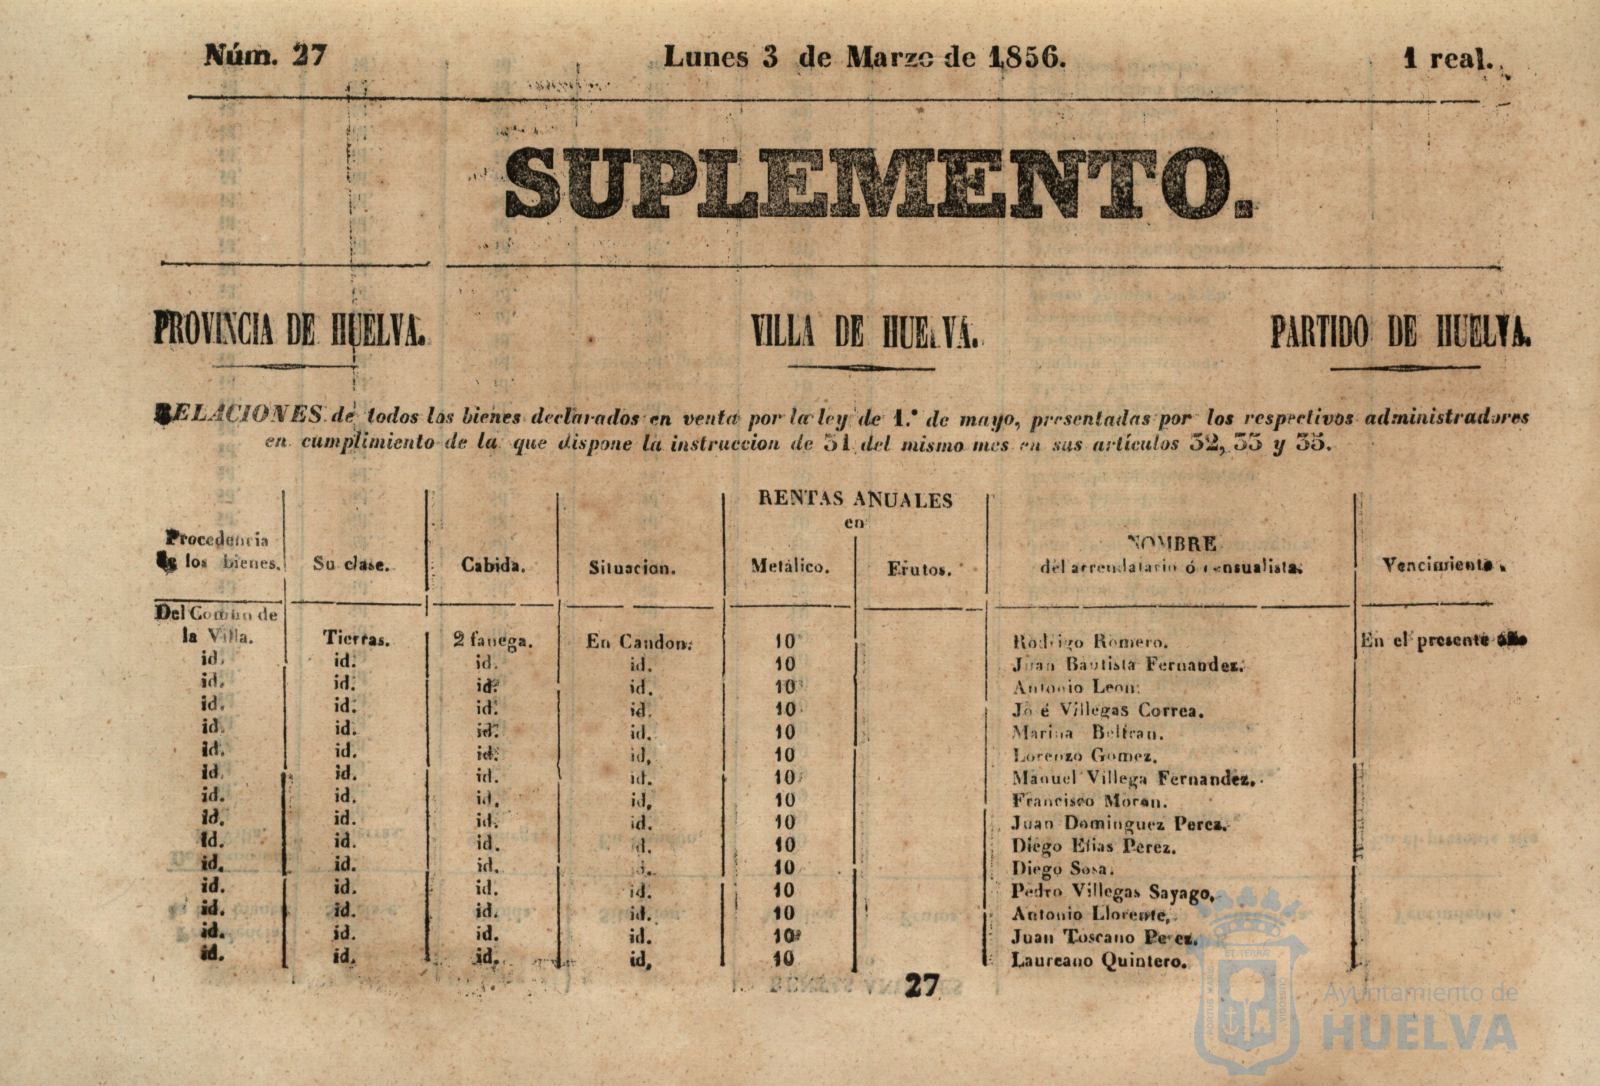 Núm. 27 Lunes 3 de Marzo de 1856. 1 real.
SUPLEMENTO.
PROVINCIA DE HUELVA. VILLA DE HUELVA. PARTIDO DE HUELVA.
RELACIONES de todos los bienes declarados en venta por la ley de 1.° de mayo, presentadas por los respectivos administradores
en cumplimiento de la que dispone la instruccion de 31 del mismo mes en sus artículos 32, 33 y 35.
RENTAS ANUALES
en
Procedencia de los bienes. Su clase. Cabida. Situacion. Metálico. Frutos. NOMBRE del arrendatario ó censualista. Vencimiento.
Del Comun de
la Villa. Tierras. 2 fanega. En Candon. 10 Rodrigo Romero. En el presente año
id. id. id. id. 10 Juan Bautista Fernandez.
id. id. id. id. 10 Antonio Leon.
id. id. id. id. 10 José Villegas Correa.
id. id. id. id. 10 Marina Beltran.
id. id. id. id. 10 Lorenzo Gomez.
id. id. id. id. 10 Manuel Villega Fernandez.
id. id. id. id. 10 Francisco Moron.
id. id. id. id. 10 Juan Dominguez Perez.
id. id. id. id. 10 Diego Elias Perez.
id. id. id. id. 10 Diego Sosa.
id. id. id. id. 10 Pedro Villegas Sayago.
id. id. id. id. 10 Antonio Llorente.
id. id. id. id. 10 Juan Toscano Perez.
id. id. id. id. 10 Laureano Quintero.
27
Ayuntamiento de
HUELVA